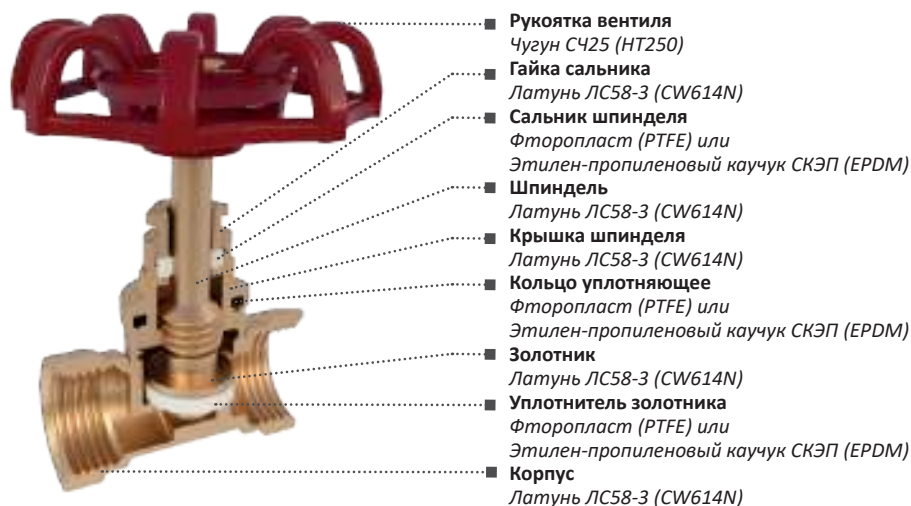 Рукоятка вентиля
Чугун СЧ25 (HT250)
Гайка сальника
Латунь ЛС58-3 (CW614N)
Сальник шпинделя
Фторопласт (PTFE) или
Этилен-пропиленовый каучук СКЭП (EPDM)
Шпиндель
Латунь ЛС58-3 (CW614N)
Крышка шпинделя
Латунь ЛС58-3 (CW614N)
Кольцо уплотняющее
Фторопласт (PTFE) или
Этилен-пропиленовый каучук СКЭП (EPDM)
Золотник
Латунь ЛС58-3 (CW614N)
Уплотнитель золотника
Фторопласт (PTFE) или
Этилен-пропиленовый каучук СКЭП (EPDM)
Корпус
Латунь ЛС58-3 (CW614N)